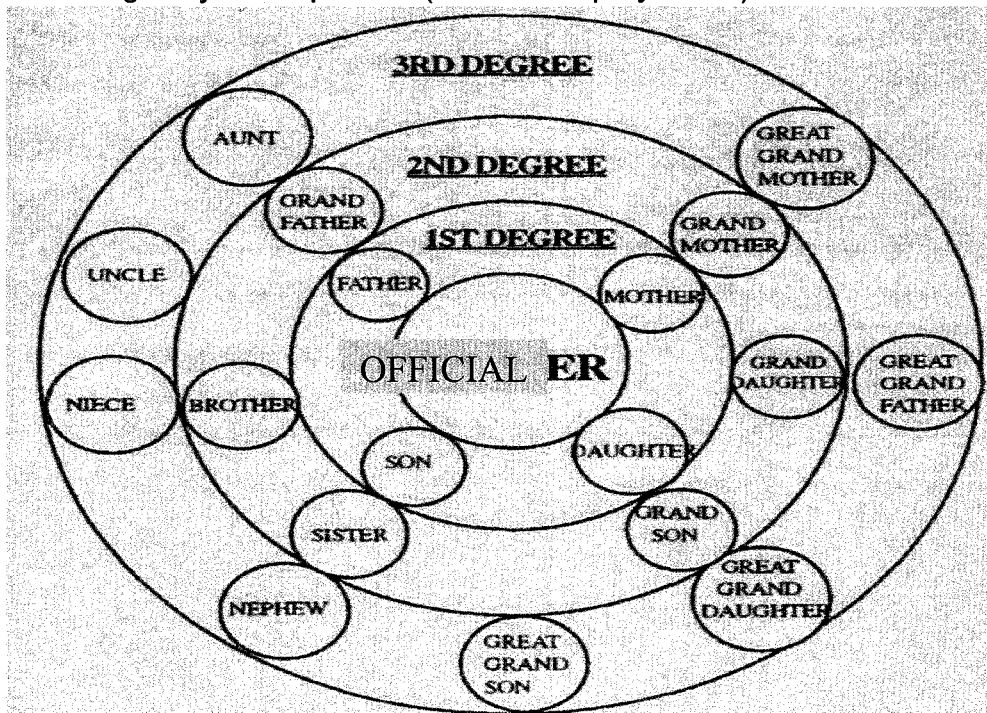 3RD DEGREE
AUNT
GREAT
GRAND
MOTHER
2ND DEGREE
GRAND
FATHER
GRAND
MOTHER
1ST DEGREE
UNCLE
FATHER
MOTHER
OFFICIAL ER
GRAND
DAUGHTER
GREAT
GRAND
FATHER
NIECE
BROTHER
SON
DAUGHTER
SISTER
GRAND
SON
GREAT
GRAND
DAUGHTER
NEPHEW
GREAT
GRAND
SON